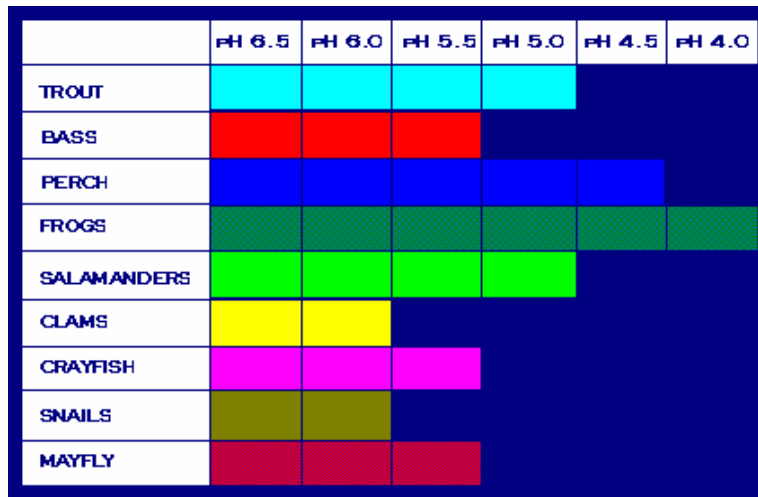 pH 6.5 pH 6.0 pH 5.5 pH 5.0 pH 4.5 pH 4.0
TROUT
BASS
PERCH
FROGS
SALAMANDERS
CLAMS
CRAYFISH
SNAILS
MAYFLY